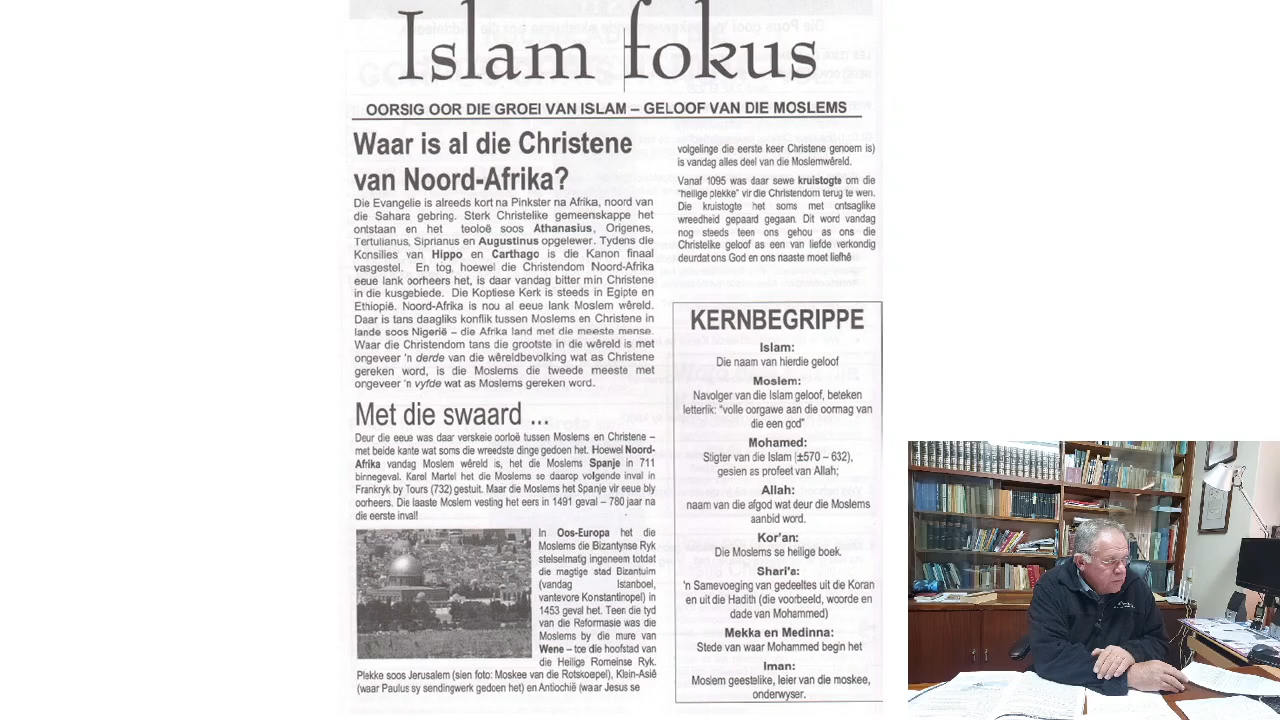 Islam fokus
OORSIG OOR DIE GROEI VAN ISLAM – GELOOF VAN DIE MOSLEMS
Waar is al die Christene
van Noord-Afrika?
Die Evangelie is alreeds kort na Pinkster na Afrika, noord van
die Sahara gebring. Sterk Christelike gemeenskappe het
ontstaan en het teoloë soos Athanasius, Origenes,
Tertulianus, Siprianus en Augustinus opgelewer. Tydens die
Konsilies van Hippo en Carthago is die Kanon finaal
vasgestel. En tog, hoewel die Christendom Noord-Afrika
eeue lank oorheers het, is daar vandag bitter min Christene
in die kusgebiede. Die Koptiese Kerk is steeds in Egipte en
Ethiopië. Noord-Afrika is nou al eeue lank Moslem wêreld.
Daar is tans daagliks konflik tussen Moslems en Christene in
lande soos Nigerië – die Afrika land met die meeste mense.
Waar die Christendom tans die grootste in die wêreld is met
ongeveer 'n derde van die wêreldbevolking wat as Christene
gereken word, is die Moslems die tweede meeste met
ongeveer 'n vyfde wat as Moslems gereken word.
Met die swaard ...
Deur die eeue was daar verskeie oorloë tussen Moslems en Christene –
met beide kante wat soms die wreedste dinge gedoen het. Hoewel Noord-
Afrika vandag Moslem wêreld is, het die Moslems Spanje in 711
binnegeval. Karel Martel het die Moslems se daarop volgende inval in
Frankryk by Tours (732) gestuit. Maar die Moslems het Spanje vir eeue bly
oorheers. Die laaste Moslem vesting het eers in 1491 geval – 780 jaar na
die eerste inval!
In Oos-Europa het die
Moslems die Bizantynse Ryk
stelselmatig ingeneem totdat
die magtige stad Bizantuim
(vandag Istanboel,
vantevore Konstantinopel) in
1453 geval het. Teen die tyd
van die Reformasie was die
Moslems by die mure van
Wene – toe die hoofstad van
die Heilige Romeinse Ryk.
Plekke soos Jerusalem (sien foto: Moskee van die Rotskoepel), Klein-Asië
(waar Paulus sy sendingwerk gedoen het) en Antiochië (waar Jesus se
volgelinge die eerste keer Christene genoem is)
is vandag alles deel van die Moslemwêreld.
Vanaf 1095 was daar sewe kruistogte om die
"heilige plekke" vir die Christendom terug te wen.
Die kruistogte het soms met ontsaglike
wreedheid gepaard gegaan. Dit word vandag
nog steeds teen ons gehou as ons die
Christelike geloof as een van liefde verkondig
deurdat ons God en ons naaste moet liefhê
KERNBEGRIPPE
Islam:
Die naam van hierdie geloof
Moslem:
Navolger van die Islam geloof, beteken
letterlik: "volle oorgawe aan die oormag van
die een god"
Mohamed:
Stigter van die Islam (±570 – 632),
gesien as profeet van Allah;
Allah:
naam van die afgod wat deur die Moslems
aanbid word.
Kor'an:
Die Moslems se heilige boek.
Shari'a:
'n Samevoeging van gedeeltes uit die Koran
en uit die Hadith (die voorbeeld, woorde en
dade van Mohammed)
Mekka en Medinna:
Stede van waar Mohammed begin het
Iman:
Moslem geestelike, leier van die moskee,
onderwyser.